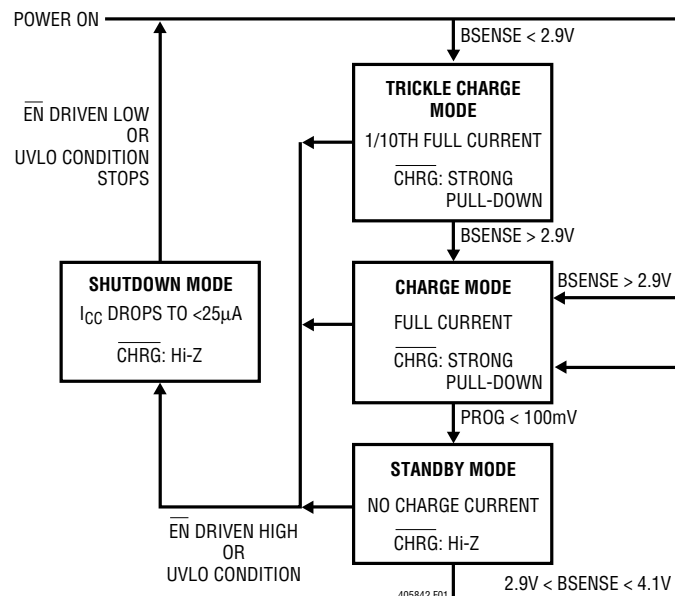 POWER ON
BSENSE < 2.9V
TRICKLE CHARGE
MODE
1/10TH FULL CURRENT
CHRG: STRONG
PULL-DOWN
EN DRIVEN LOW
OR
UVLO CONDITION
STOPS
BSENSE > 2.9V
SHUTDOWN MODE
ICC DROPS TO <25µA
CHRG: Hi-Z
CHARGE MODE
FULL CURRENT
CHRG: STRONG
PULL-DOWN
BSENSE > 2.9V
PROG < 100mV
STANDBY MODE
NO CHARGE CURRENT
CHRG: Hi-Z
EN DRIVEN HIGH
OR
UVLO CONDITION
2.9V < BSENSE < 4.1V
405842 F01